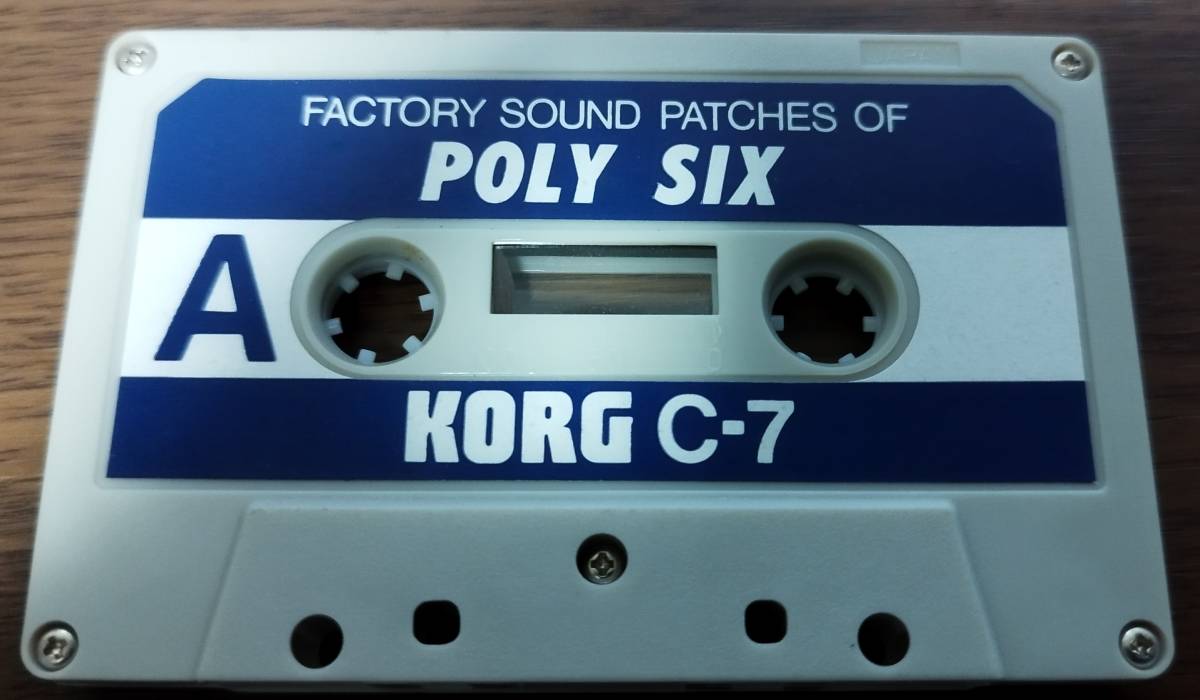 FACTORY SOUND PATCHES OF
POLY SIX
A
KORG C-7